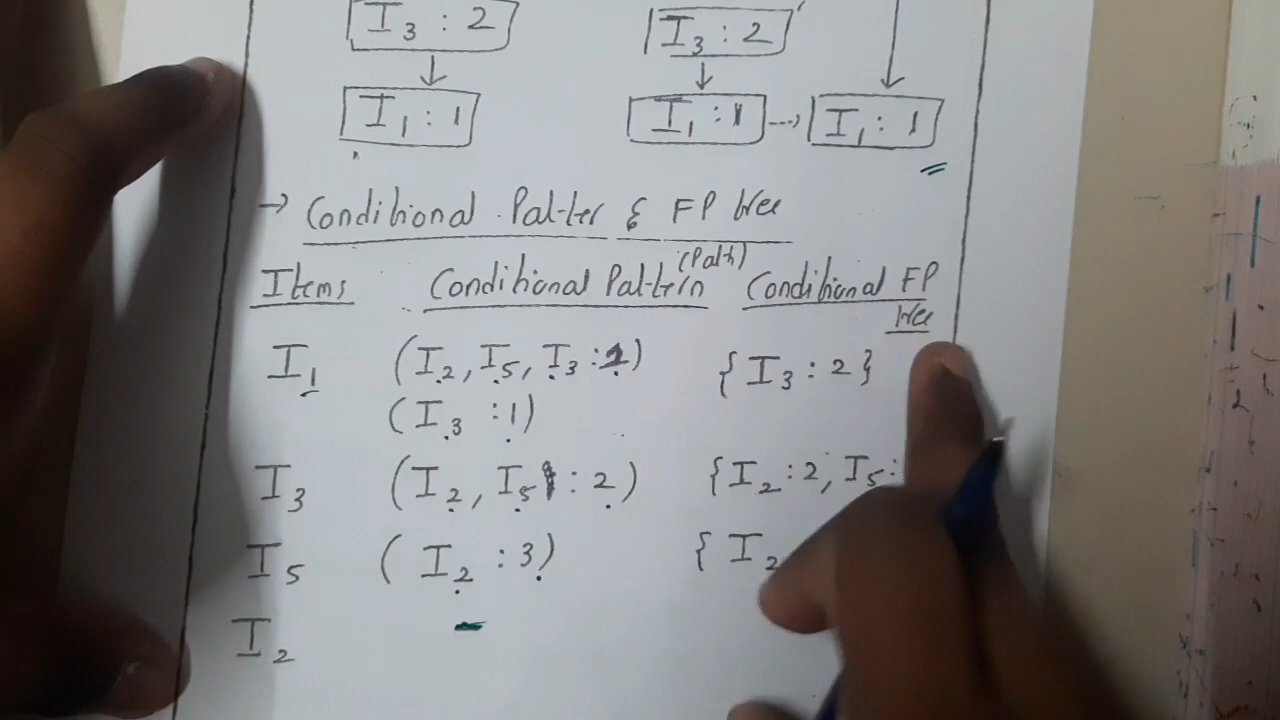 I3 : 2 I3 : 2
I1 : 1 I1 : 1 I1 : 1
→ Conditional Patter & FP tree
(Path)
Items Conditional Pattern Conditional FP
tree
I1 (I2, I5, I3 : 1) {I3 : 2}
(I3 : 1)
I3 (I2, I5 : 2) {I2 : 2, I5 :
I5 (I2 : 3) {I2
I2 -